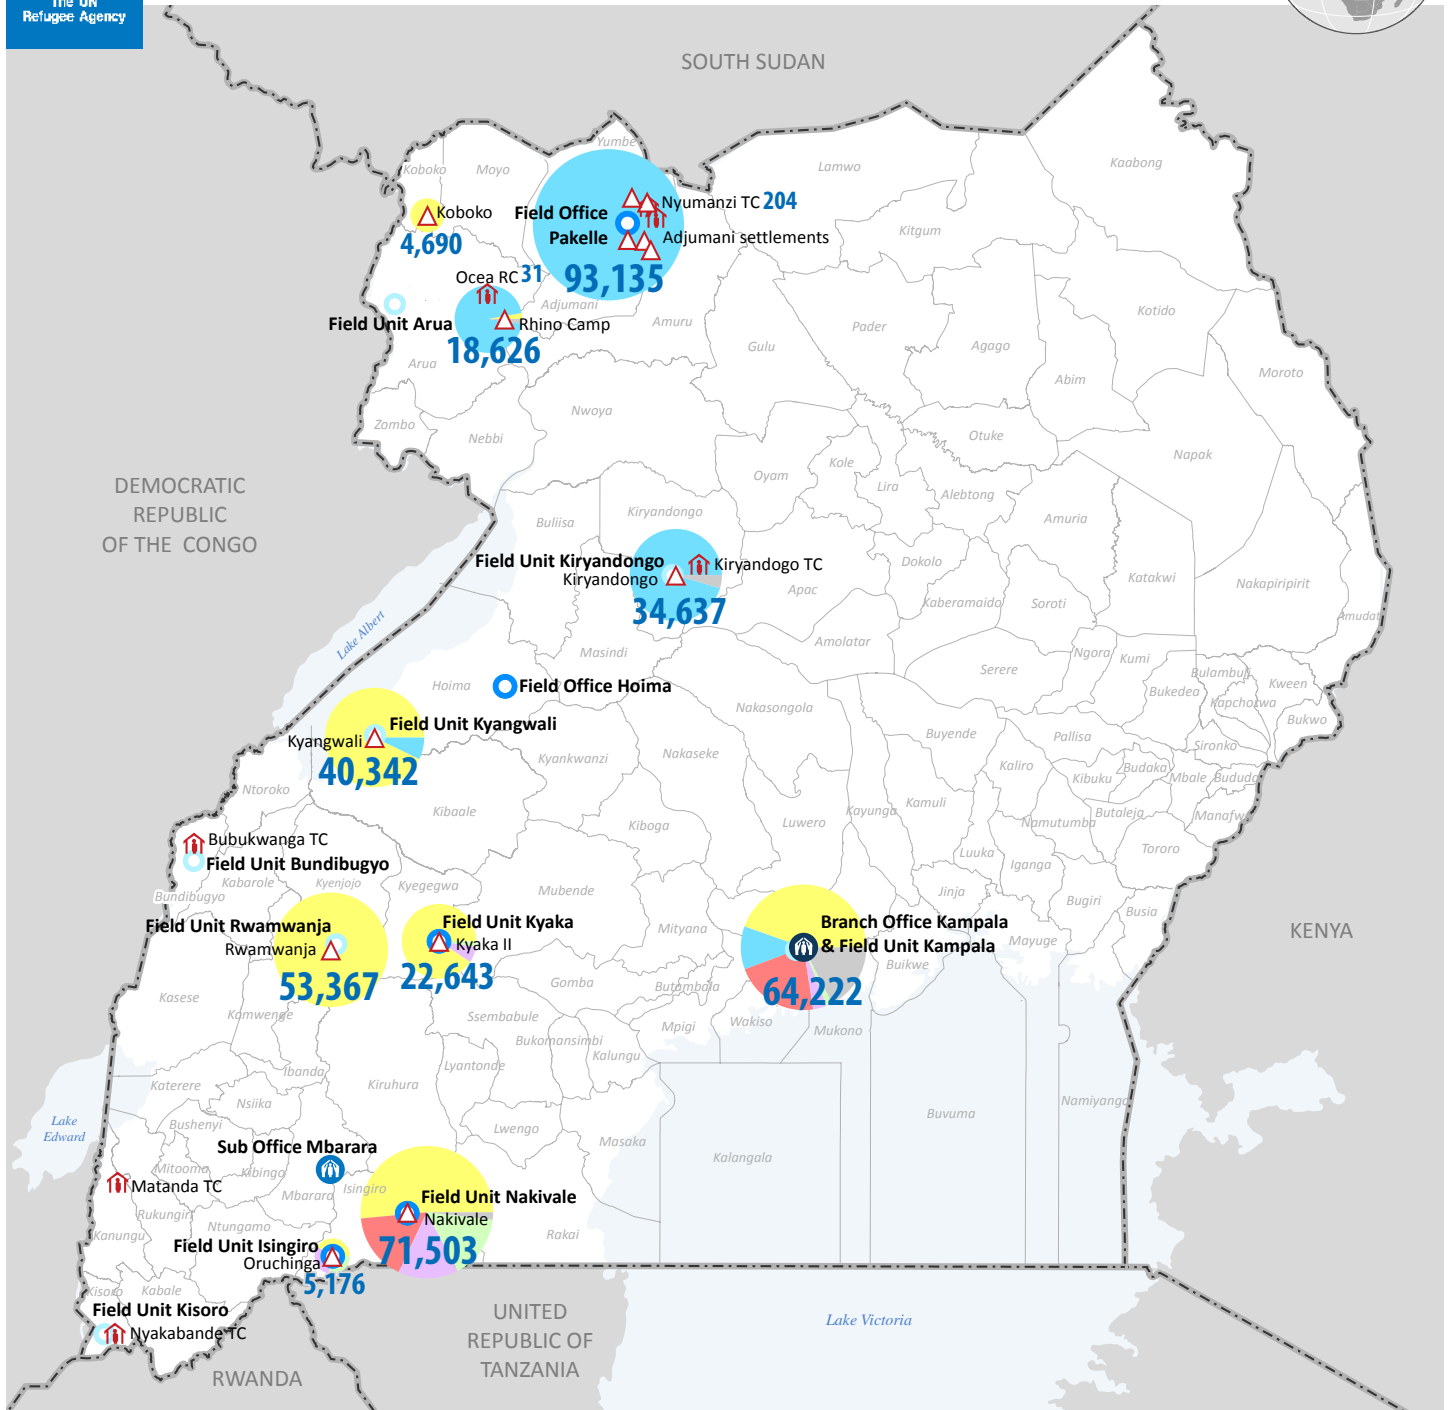 The UN
Refugee Agency
SOUTH SUDAN
Yumbe
Koboko
Moyo
Lamwo
Kaabong
Koboko
4,690
Field Office
Pakelle
Nyumanzi TC 204
Adjumani settlements
93,135
Kitgum
Ocea RC 31
Adjumani
Field Unit Arua
Rhino Camp
18,626
Amuru
Arua
Gulu
Pader
Agago
Kotido
Abim
Moroto
Zombo
Nebbi
Nwoya
Otuke
Napak
Oyam
Kole
Lira
Alebtong
DEMOCRATIC
REPUBLIC
OF THE CONGO
Buliisa
Kiryandongo
Amuria
Field Unit Kiryandongo
Kiryandongo
Kiryandogo TC
34,637
Apac
Dokolo
Kaberamaido
Soroti
Katakwi
Nakapiripirit
Amudat
Lake Albert
Masindi
Amolatar
Serere
Ngora
Kumi
Bulambuli
Bukedea
Kapchorwa
Kween
Bukwo
Hoima
Field Office Hoima
Nakasongola
Buyende
Pallisa
Sironko
Field Unit Kyangwali
Kyangwali
40,342
Kyankwanzi
Nakaseke
Kaliro
Kibuku
Budaka
Mbale
Bududa
Ntoroko
Kibaale
Kiboga
Luwero
Kayunga
Kamuli
Namutumba
Butaleja
Manafwa
Tororo
Bubukwanga TC
Field Unit Bundibugyo
Bundibugyo
Kabarole
Kyenjojo
Kyegegwa
Mubende
Luuka
Iganga
Jinja
Bugiri
Busia
Field Unit Rwamwanja
Rwamwanja
53,367
Field Unit Kyaka
Kyaka II
22,643
Mityana
Branch Office Kampala
& Field Unit Kampala
64,222
Buikwe
Mayuge
KENYA
Kasese
Kamwenge
Gomba
Butambala
Ssembabule
Mpigi
Wakiso
Mukono
Bukomansimbi
Kalungu
Lyantonde
Ibanda
Kiruhura
Katerere
Nsiika
Bushenyi
Lwengo
Masaka
Buvuma
Namiyango
Kalangala
Lake
Edward
Sub Office Mbarara
Mitooma
Kibinga
Mbarara
Isingiro
Matanda TC
Field Unit Nakivale
Nakivale
71,503
Rukungiri
Ntungamo
Kanungu
Rakai
Field Unit Isingiro
Oruchinga
5,176
Kisoro
Kabale
Field Unit Kisoro
Nyakabande TC
UNITED
REPUBLIC OF
TANZANIA
Lake Victoria
RWANDA